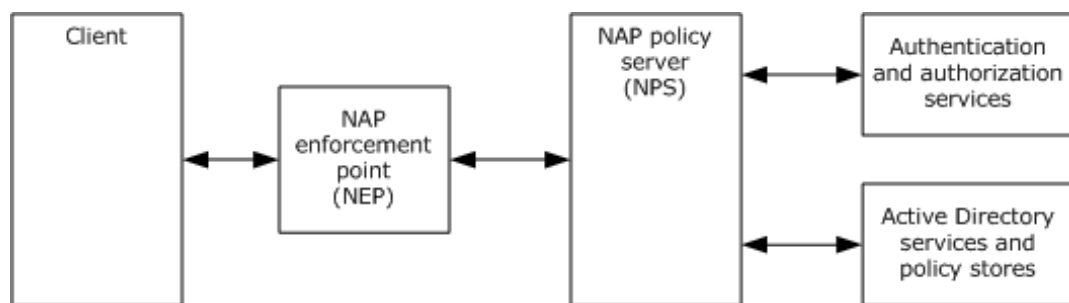 Client
NAP
enforcement
point
(NEP)
NAP policy
server
(NPS)
Authentication
and authorization
services
Active Directory
services and
policy stores